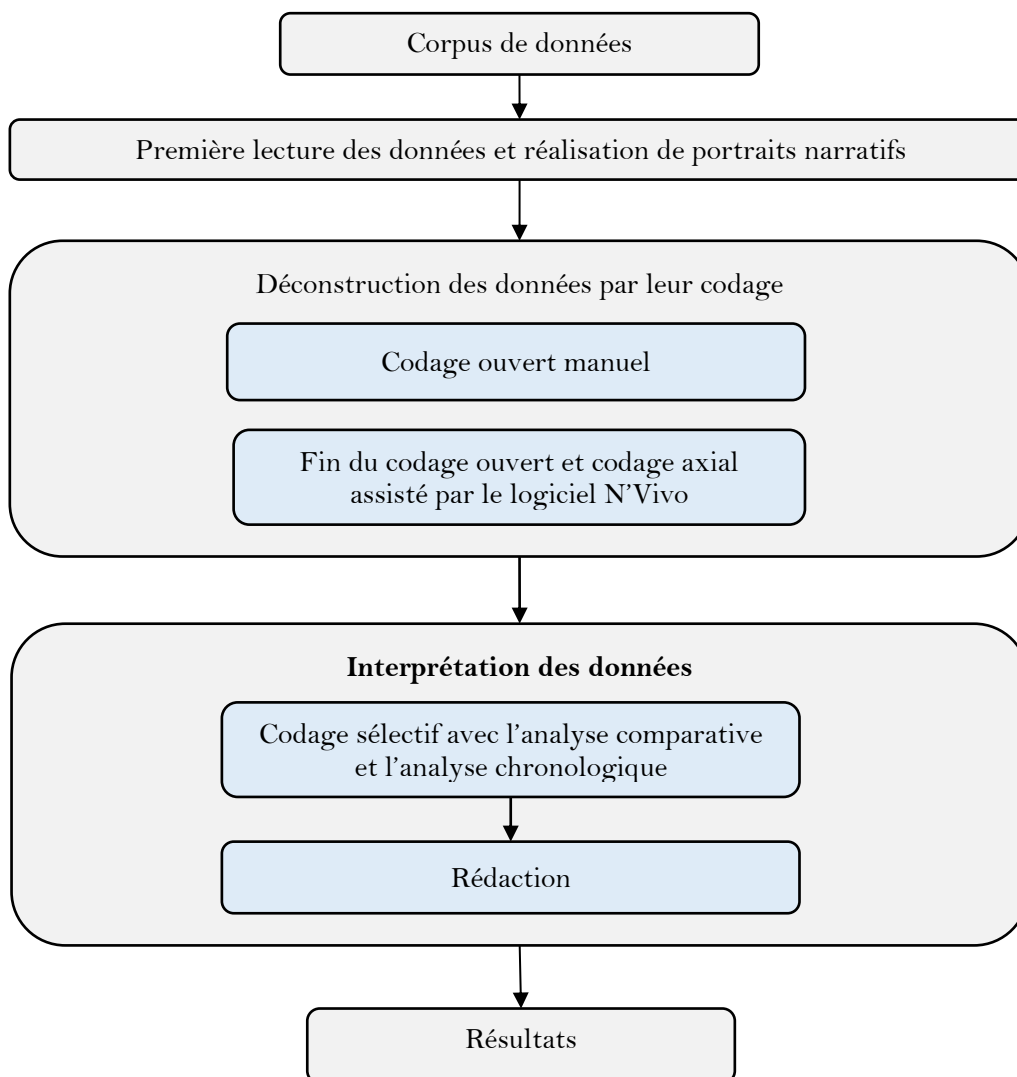 Corpus de données
Première lecture des données et réalisation de portraits narratifs
Déconstruction des données par leur codage
Codage ouvert manuel
Fin du codage ouvert et codage axial
assisté par le logiciel N’Vivo
Interprétation des données
Codage sélectif avec l’analyse comparative
et l’analyse chronologique
Rédaction
Résultats